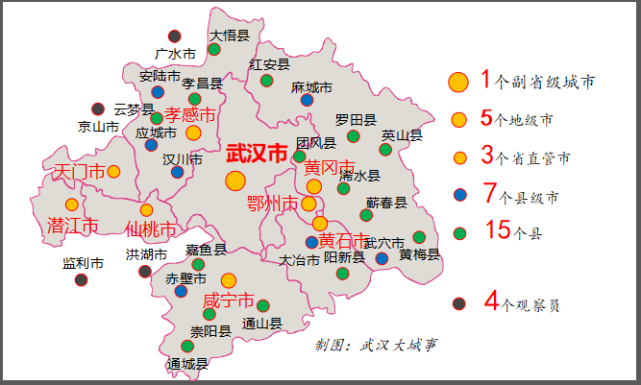 大悟县
广水市
红安县
安陆市
孝昌县
麻城市
云梦县
孝感市
京山市
应城市
罗田县
英山县
团风县
武汉市
汉川市
黄冈市
天门市
浠水县
鄂州市
蕲春县
潜江市
仙桃市
黄石市
武穴市
黄梅县
嘉鱼县
洪湖市
大冶市
阳新县
监利市
赤壁市
咸宁市
崇阳县
通山县
通城县
1个副省级城市
5个地级市
3个省直管市
7个县级市
15个县
4个观察员
制图：武汉大城事